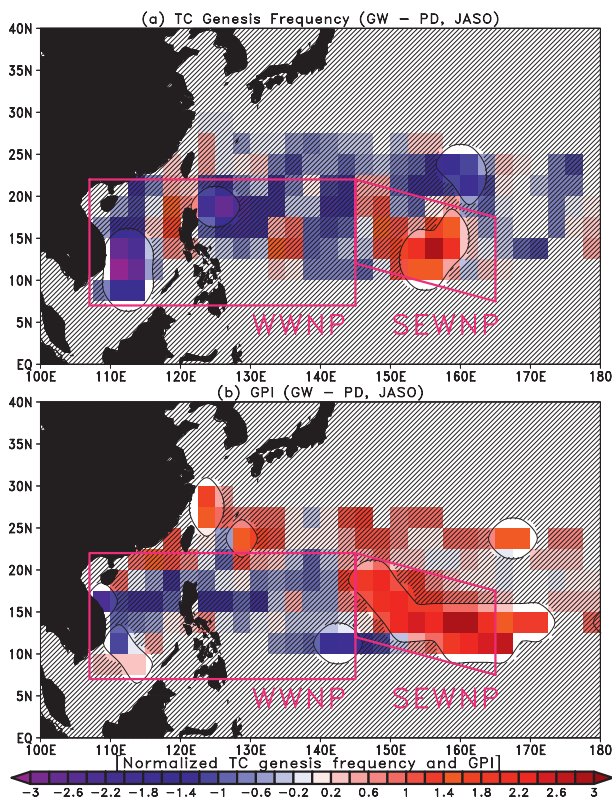 (a) TC Genesis Frequency (GW − PD, JASO)
40N
35N
30N
25N
20N
15N
10N
5N
EQ
WWNP SEWNP
100E 110E 120E 130E 140E 150E 160E 170E 180
(b) GPI (GW − PD, JASO)
40N
35N
30N
25N
20N
15N
10N
5N
EQ
WWNP SEWNP
100E 110E 120E 130E 140E 150E 160E 170E 180
[Normalized TC genesis frequency and GPI]
−3 −2.6 −2.2 −1.8 −1.4 −1 −0.6 −0.2 0.2 0.6 1 1.4 1.8 2.2 2.6 3